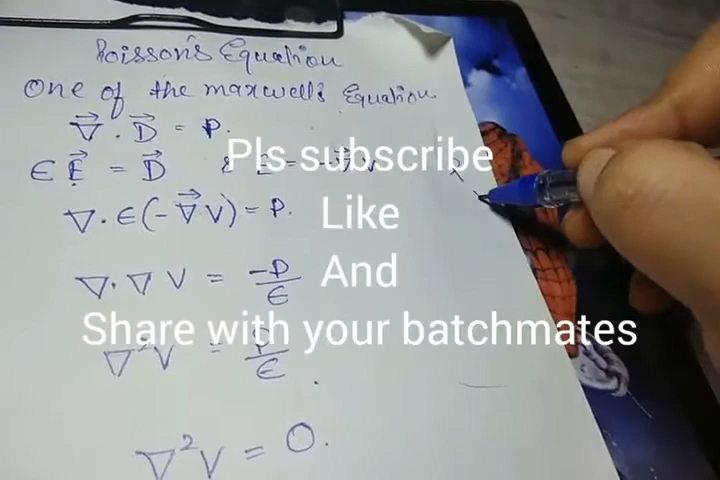 Poisson's Equation
One of the maxwell's Equation
∇⃗ . D⃗ = P.
ϵ E⃗ = D⃗ & E = -∇⃗ V
Pls subscribe
∇ . ϵ (- ∇⃗ V) = P.
Like
∇ . ∇ V = -P/ϵ
And
Share with your batchmates
∇²V = P/ϵ .
∇²V = 0.